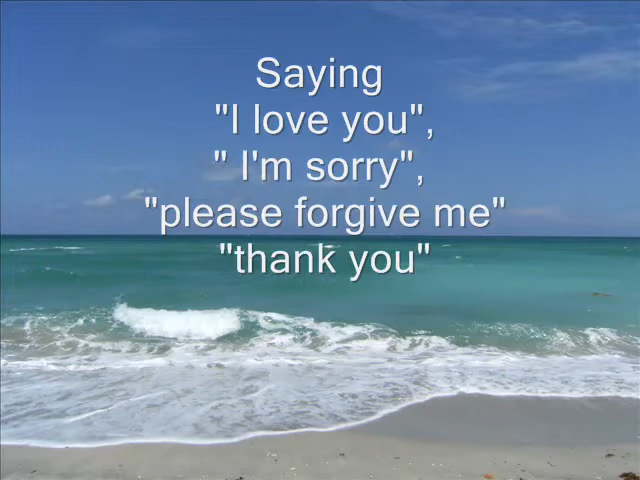 Saying
"I love you",
" I'm sorry",
"please forgive me"
"thank you"